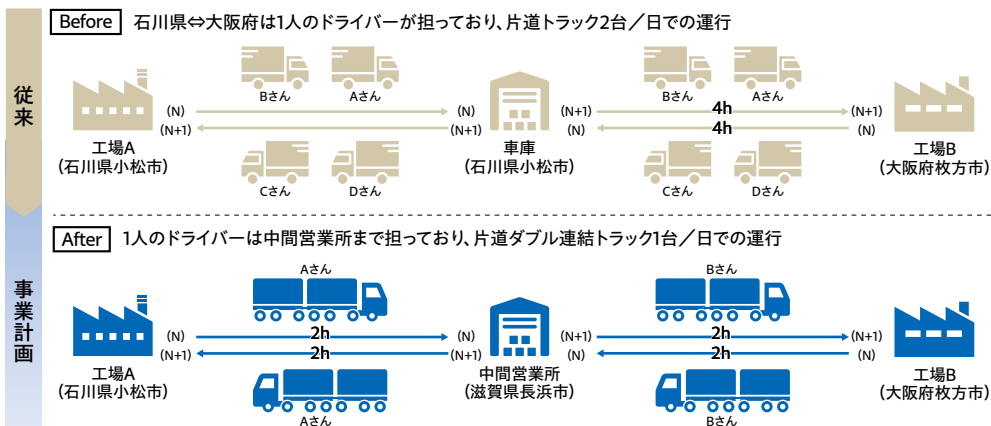 従来
Before 石川県⇔大阪府は1人のドライバーが担っており、片道トラック2台／日での運行
Bさん Aさん Bさん Aさん
(N) (N) (N+1) 4h (N+1)
(N+1) (N+1) (N) 4h (N)
工場A
(石川県小松市)
車庫
(石川県小松市)
工場B
(大阪府枚方市)
Cさん Dさん Cさん Dさん
事業計画
After 1人のドライバーは中間営業所まで担っており、片道ダブル連結トラック1台／日での運行
Aさん Bさん
(N) 2h (N) (N+1) 2h (N+1)
(N+1) 2h (N+1) (N) 2h (N)
工場A
(石川県小松市)
中間営業所
(滋賀県長浜市)
工場B
(大阪府枚方市)
Aさん Bさん